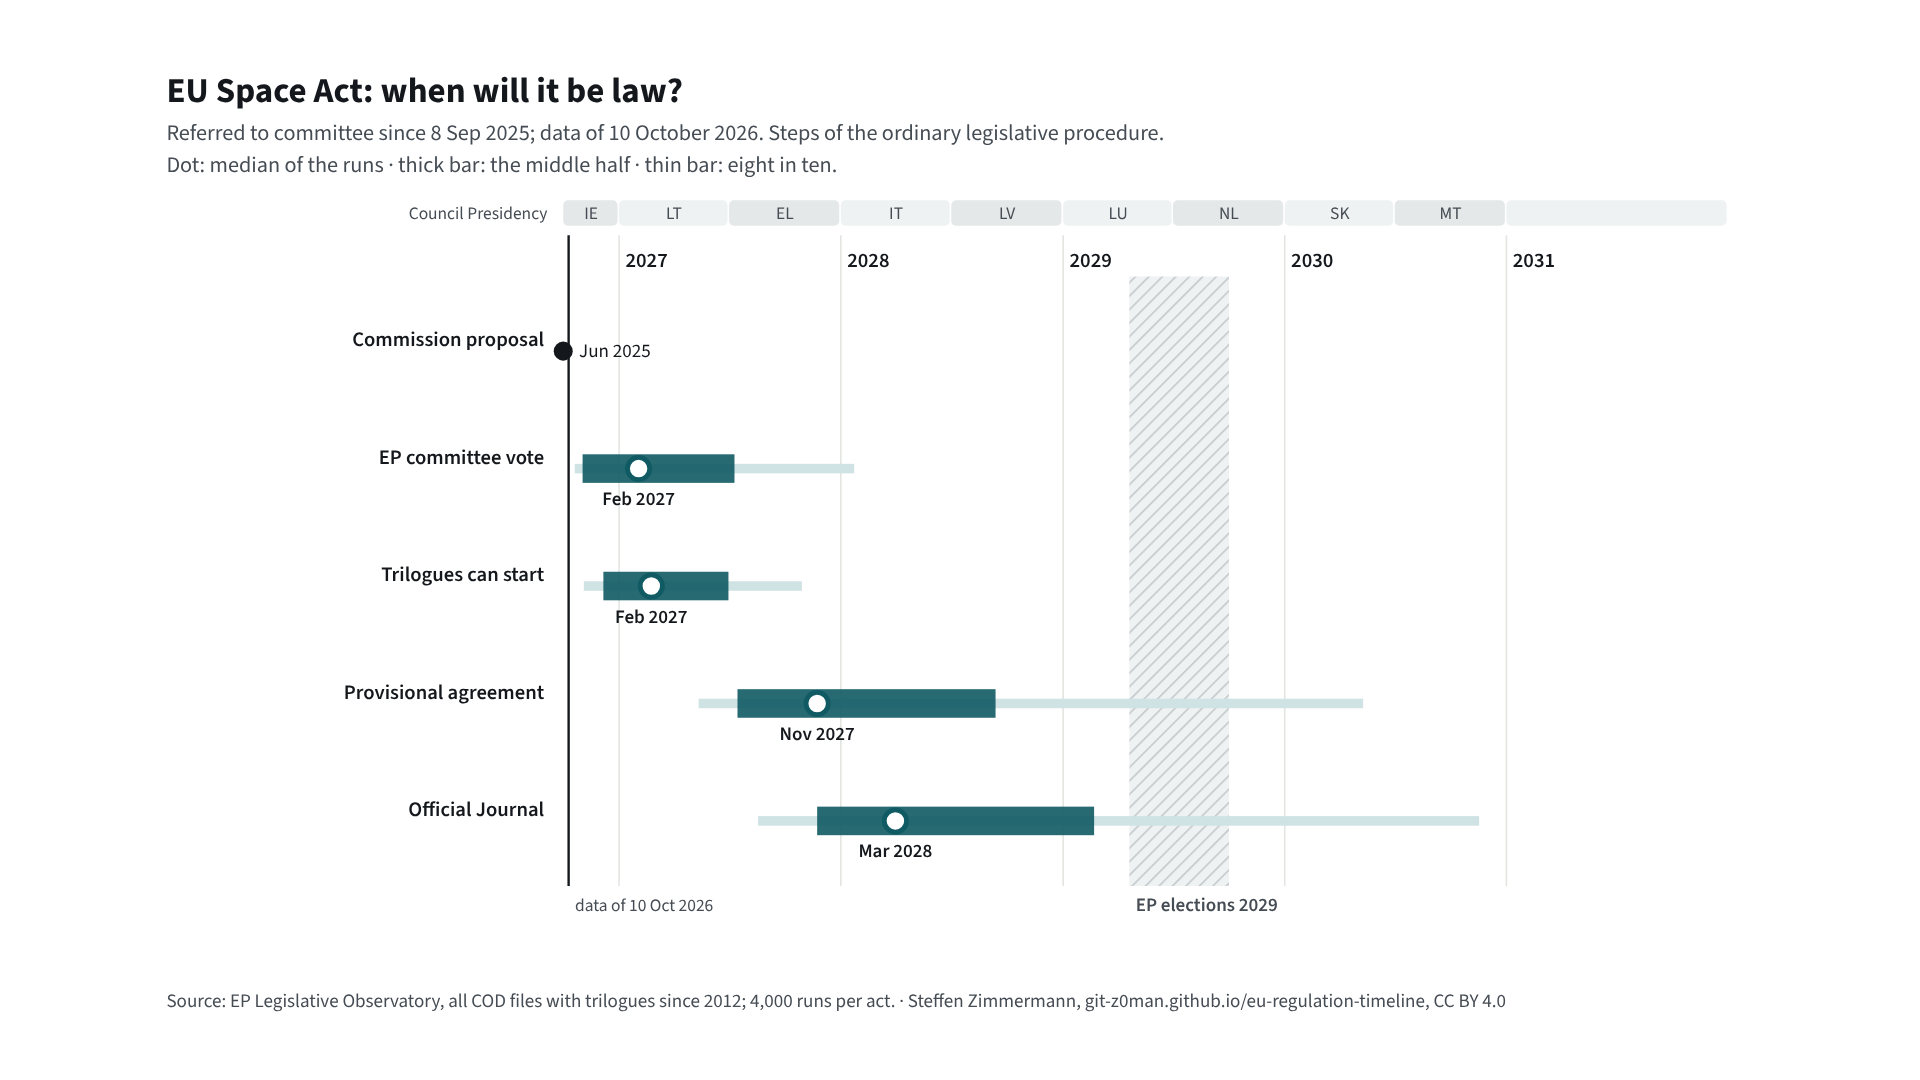 EU Space Act: when will it be law?
Referred to committee since 8 Sep 2025; data of 10 October 2026. Steps of the ordinary legislative procedure.
Dot: median of the runs · thick bar: the middle half · thin bar: eight in ten.
Council Presidency IE LT EL IT LV LU NL SK MT
2027 2028 2029 2030 2031
Commission proposal
Jun 2025
EP committee vote
Feb 2027
Trilogues can start
Feb 2027
Provisional agreement
Nov 2027
Official Journal
Mar 2028
data of 10 Oct 2026 EP elections 2029
Source: EP Legislative Observatory, all COD files with trilogues since 2012; 4,000 runs per act. · Steffen Zimmermann, git-z0man.github.io/eu-regulation-timeline, CC BY 4.0